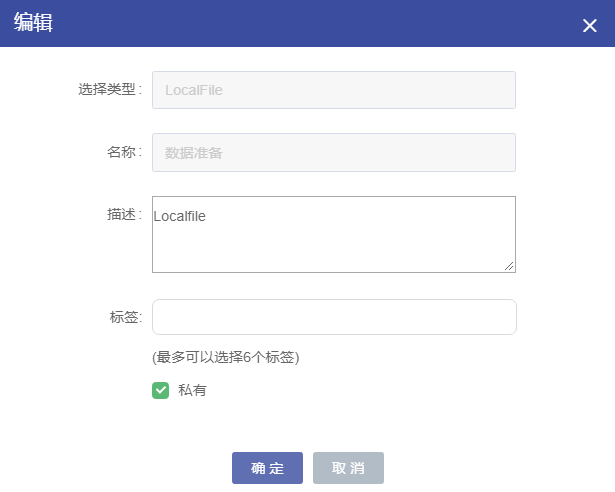 编辑
选择类型: LocalFile
名称: 数据准备
描述: Localfile
标签:
(最多可以选择6个标签)
私有
确定 取消